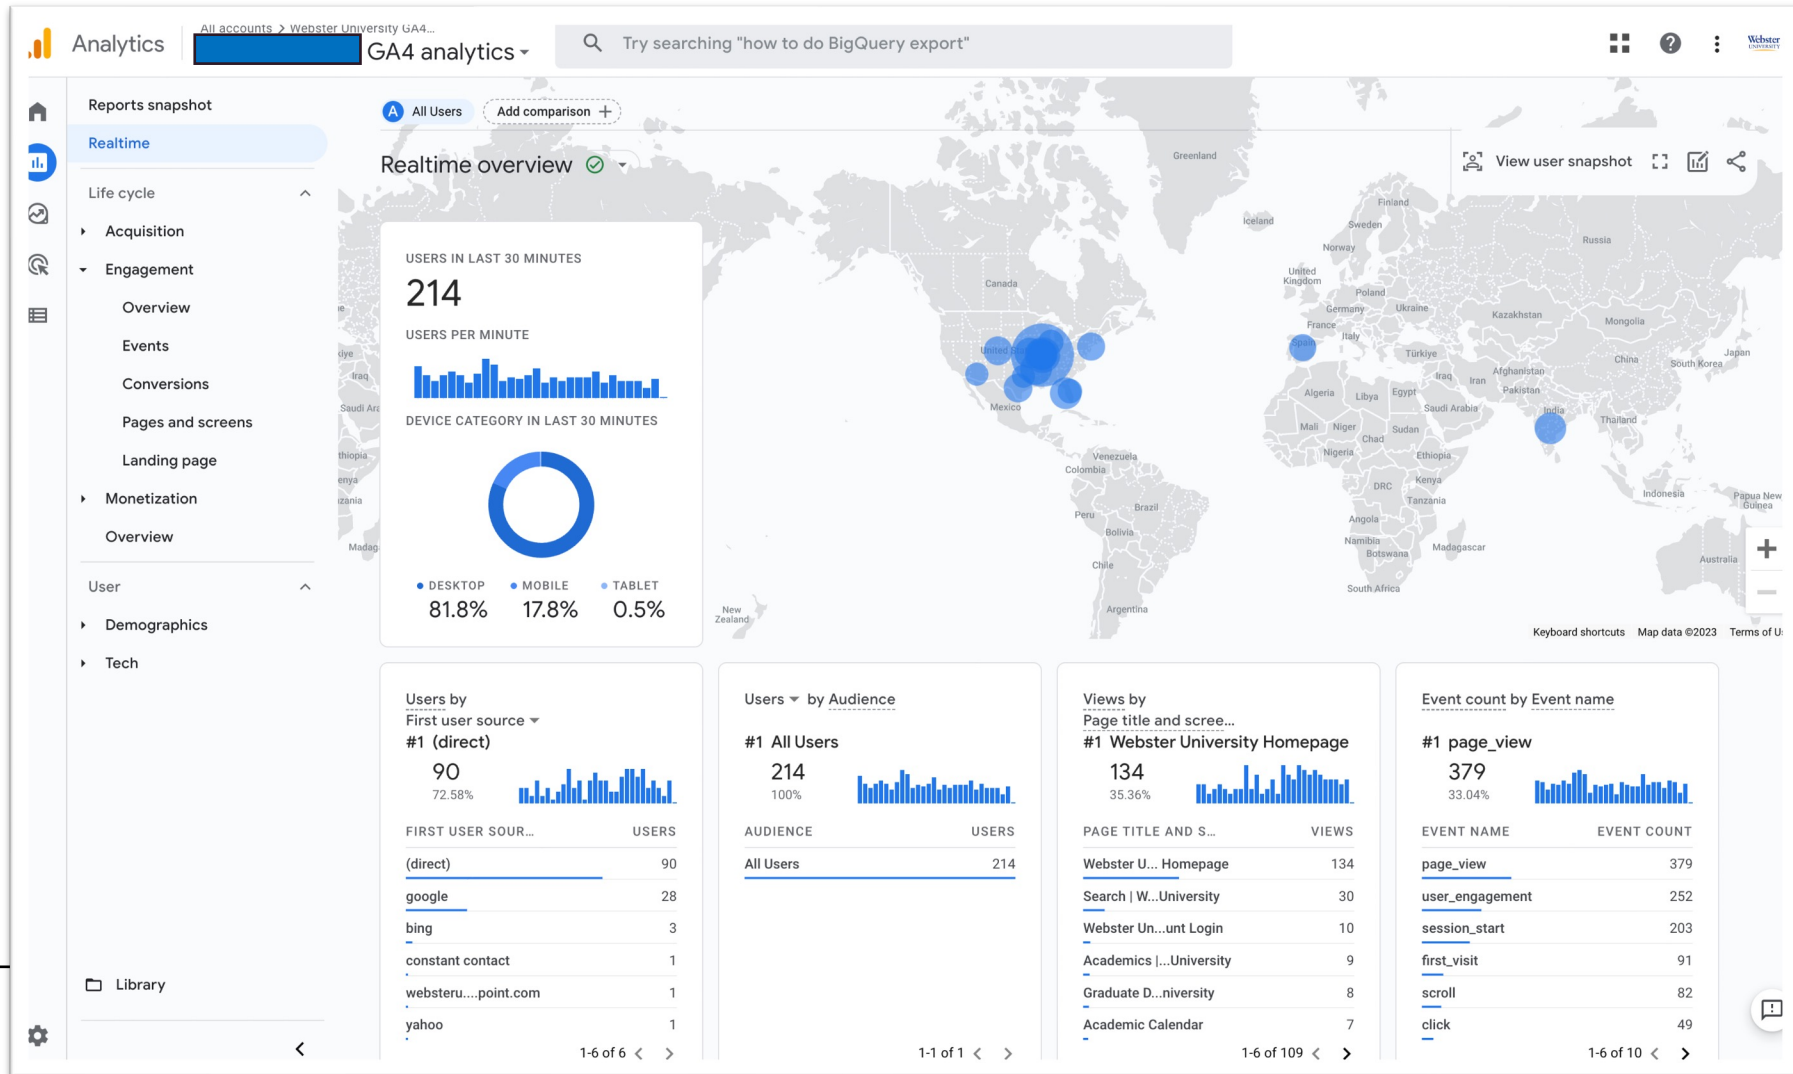 Analytics
All accounts > Webster University GA4...
GA4 analytics
Try searching "how to do BigQuery export"
Webster
UNIVERSITY
Reports snapshot
Realtime
Life cycle
Acquisition
Engagement
Overview
Events
Conversions
Pages and screens
Landing page
Monetization
Overview
User
Demographics
Tech
Library
A All Users
Add comparison +
Realtime overview
View user snapshot
USERS IN LAST 30 MINUTES
214
USERS PER MINUTE
DEVICE CATEGORY IN LAST 30 MINUTES
DESKTOP MOBILE TABLET
81.8% 17.8% 0.5%
Greenland
Iceland
Finland
Sweden
Norway
Russia
United
Kingdom
Canada
Poland
Germany
Ukraine
Kazakhstan
Mongolia
France
Italy
Spain
Türkiye
China
South Korea
Japan
Afghanistan
Iraq
Iran
Pakistan
Algeria
Libya
Egypt
Saudi Arabia
India
Thailand
Mexico
Mali
Niger
Chad
Sudan
Nigeria
Ethiopia
Venezuela
Colombia
DRC
Kenya
Tanzania
Indonesia
Papua New
Guinea
Peru
Brazil
Bolivia
Angola
Namibia
Botswana
Madagascar
Australia
Chile
South Africa
Argentina
New
Zealand
Iraq
Saudi Ara
thiopia
enya
nzania
Madag
Keyboard shortcuts Map data ©2023 Terms of U
Users by
First user source
#1 (direct)
90
72.58%
FIRST USER SOUR... USERS
(direct) 90
google 28
bing 3
constant contact 1
websteru....point.com 1
yahoo 1
1-6 of 6
Users by Audience
#1 All Users
214
100%
AUDIENCE USERS
All Users 214
1-1 of 1
Views by
Page title and scree...
#1 Webster University Homepage
134
35.36%
PAGE TITLE AND S... VIEWS
Webster U... Homepage 134
Search | W...University 30
Webster Un...unt Login 10
Academics |...University 9
Graduate D...niversity 8
Academic Calendar 7
1-6 of 109
Event count by Event name
#1 page_view
379
33.04%
EVENT NAME EVENT COUNT
page_view 379
user_engagement 252
session_start 203
first_visit 91
scroll 82
click 49
1-6 of 10